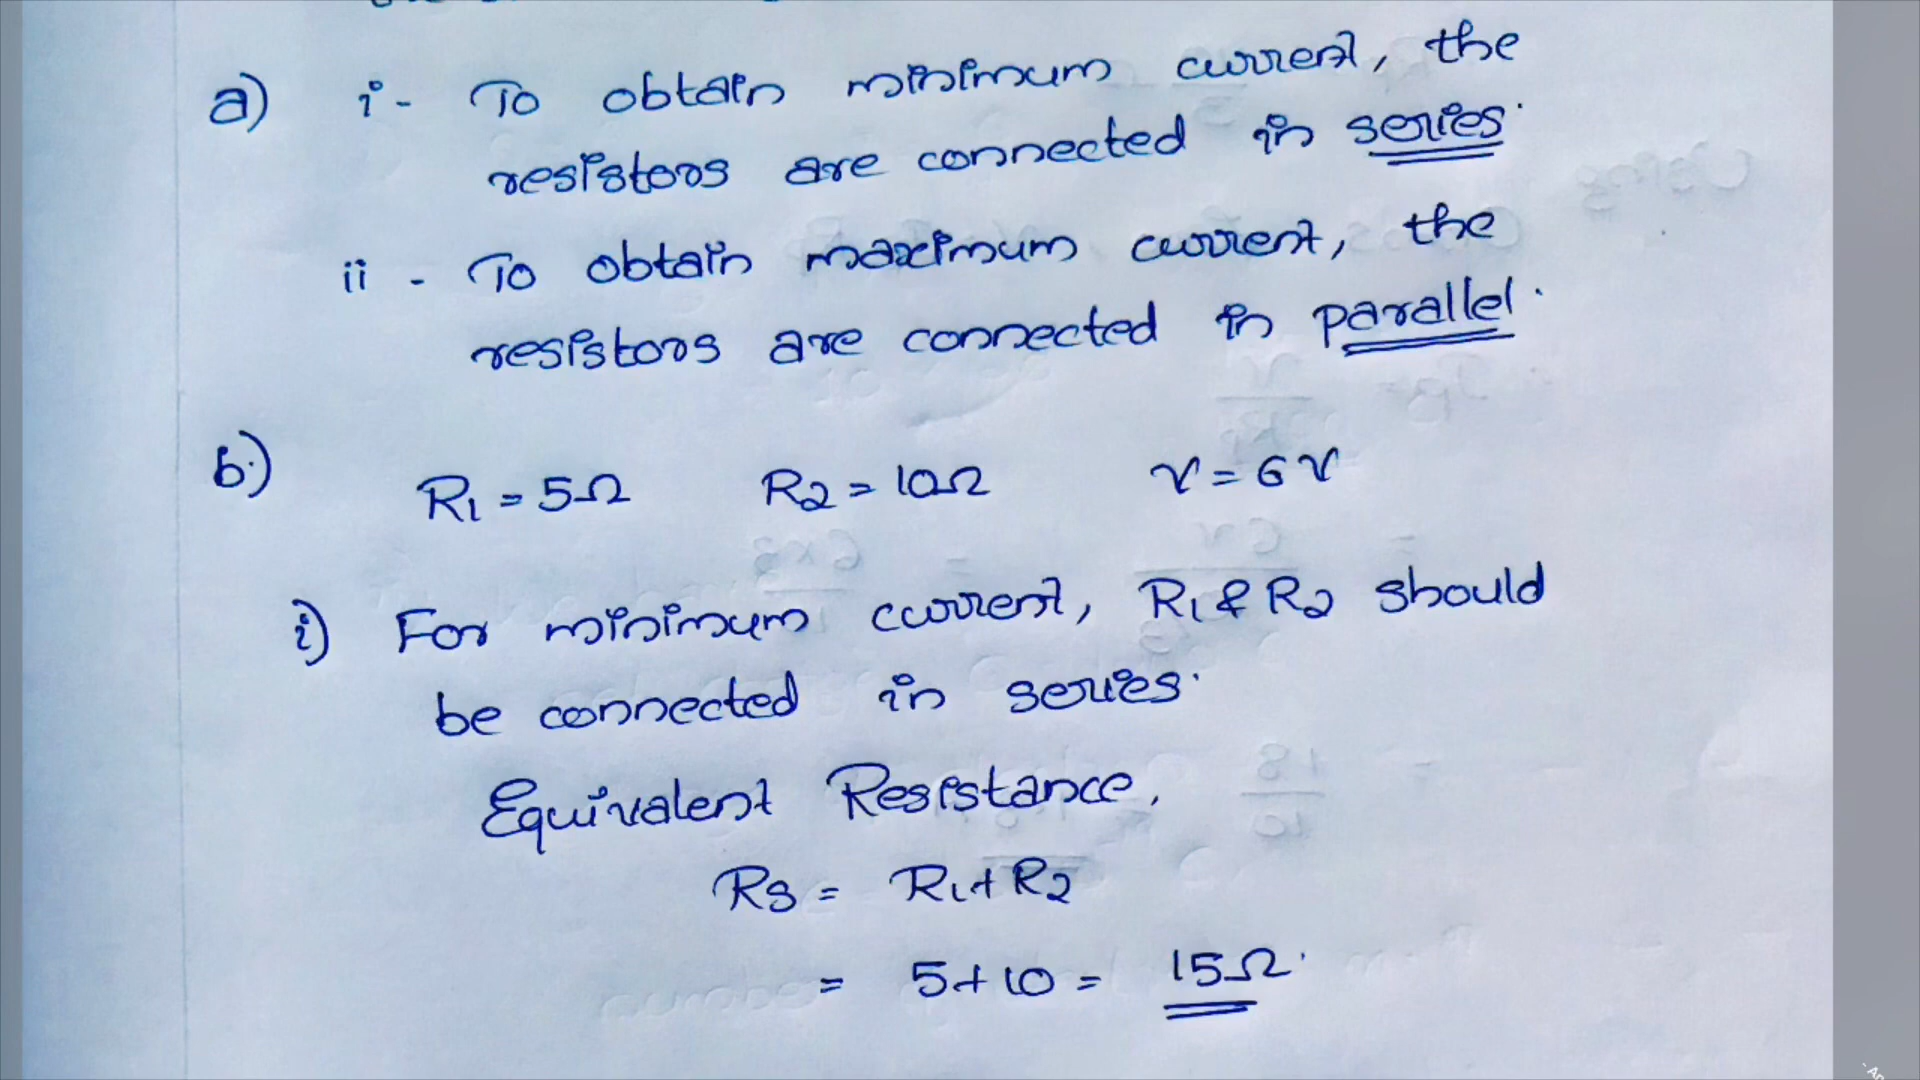 a) i - To obtain minimum current, the
resistors are connected in series.
ii - To obtain maximum current, the
resistors are connected in parallel.
b.) R1 = 5Ω R2 = 10Ω V = 6V
i) For minimum current, R1 & R2 should
be connected in series.
Equivalent Resistance,
RS = R1 + R2
= 5 + 10 = 15Ω.